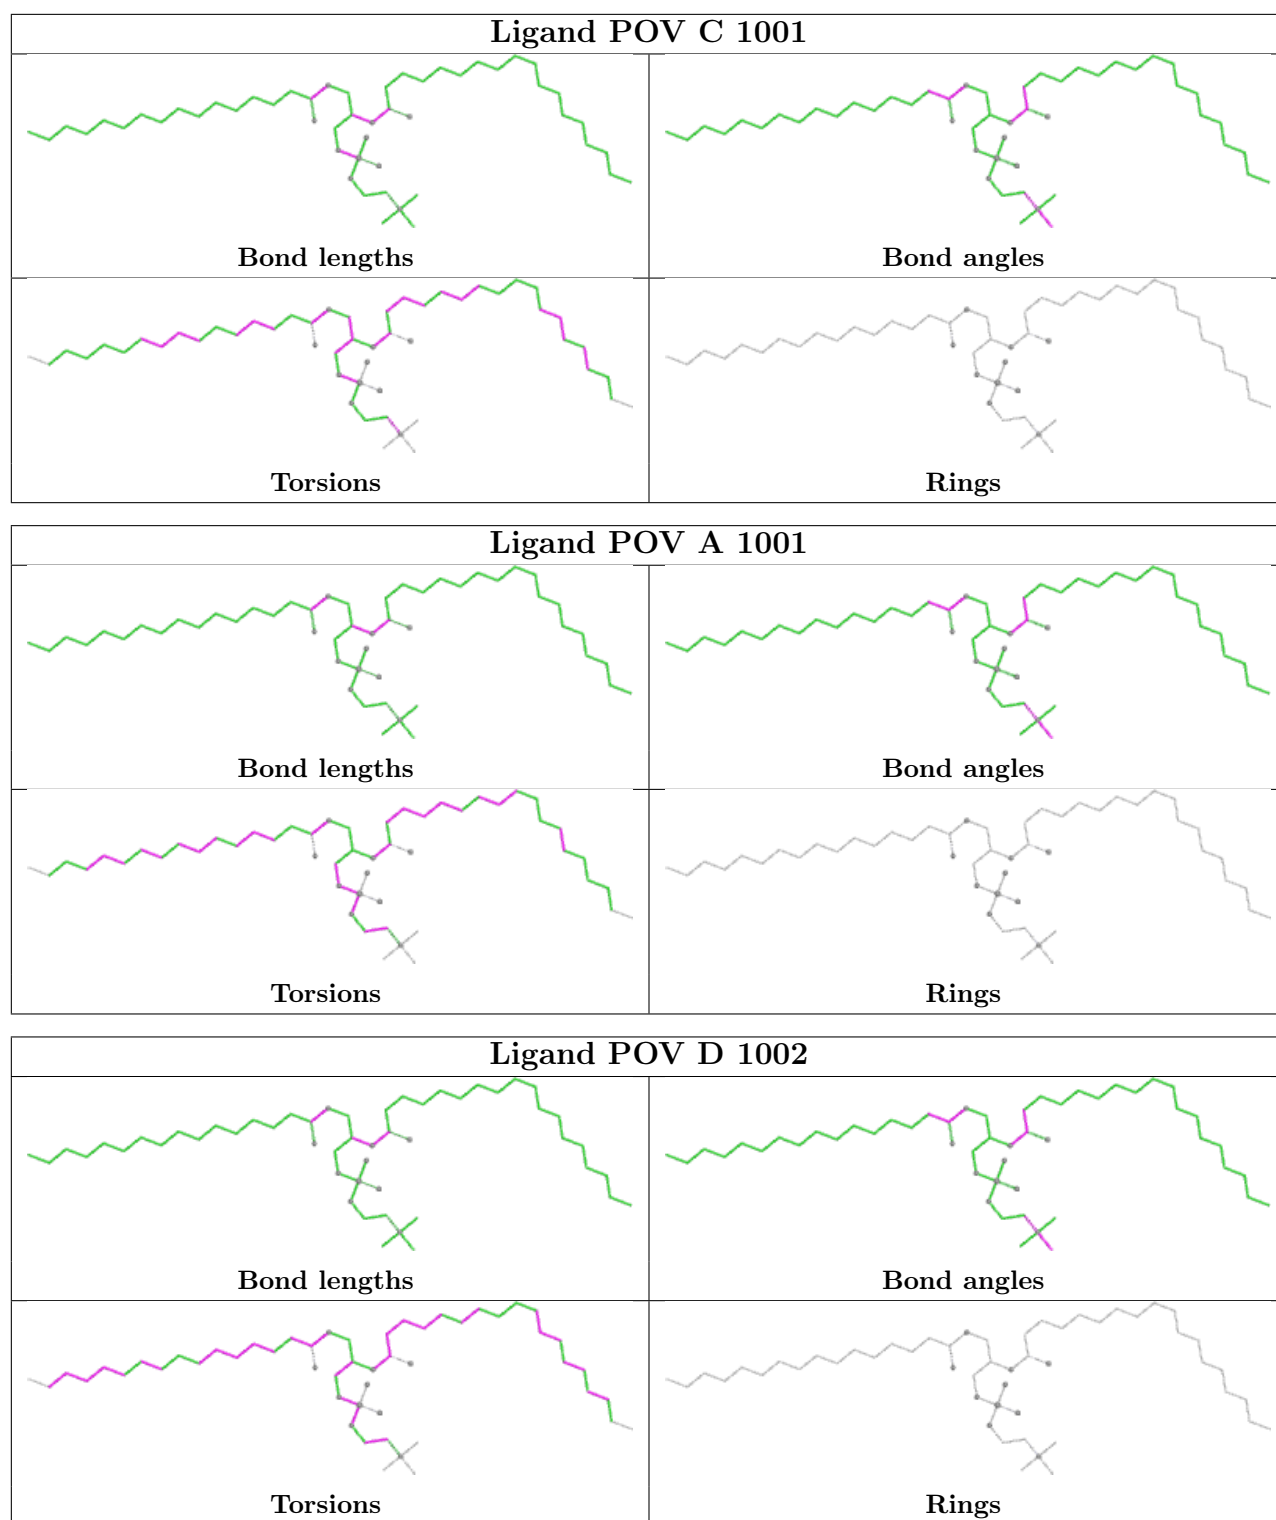 Ligand POV C 1001
Bond lengths
Bond angles
Torsions
Rings
Ligand POV A 1001
Bond lengths
Bond angles
Torsions
Rings
Ligand POV D 1002
Bond lengths
Bond angles
Torsions
Rings